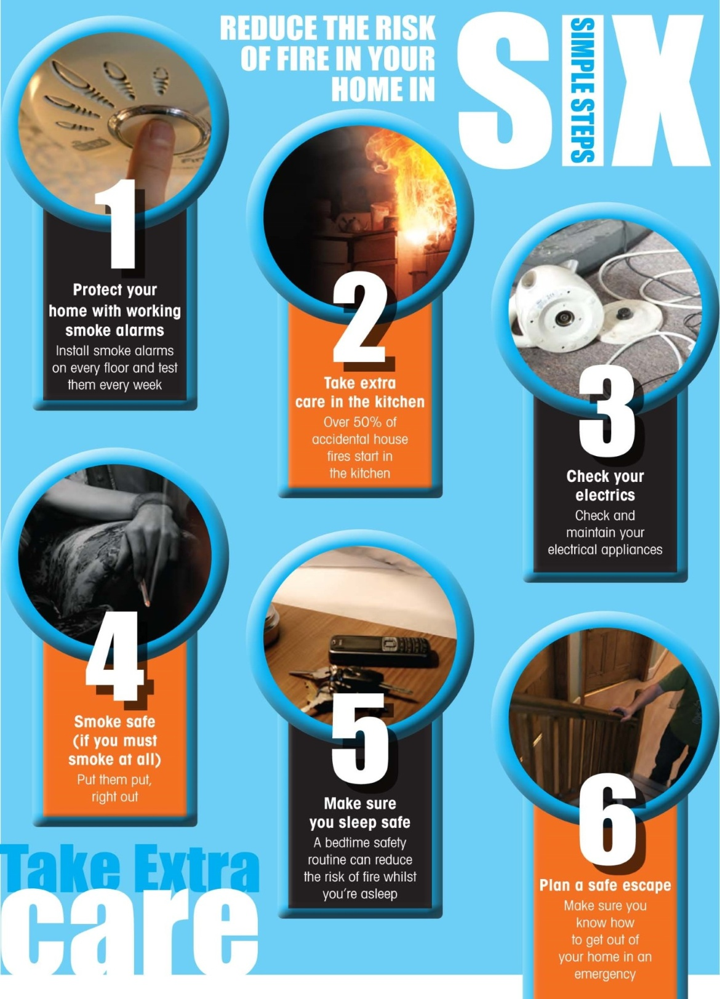 REDUCE THE RISK
OF FIRE IN YOUR
HOME IN
SIX
SIMPLE STEPS
1
Protect your
home with working
smoke alarms
Install smoke alarms
on every floor and test
them every week
2
Take extra
care in the kitchen
Over 50% of
accidental house
fires start in
the kitchen
3
Check your
electrics
Check and
maintain your
electrical appliances
4
Smoke safe
(if you must
smoke at all)
Put them put,
right out
5
Make sure
you sleep safe
A bedtime safety
routine can reduce
the risk of fire whilst
you're asleep
6
Plan a safe escape
Make sure you
know how
to get out of
your home in an
emergency
Take Extra
care